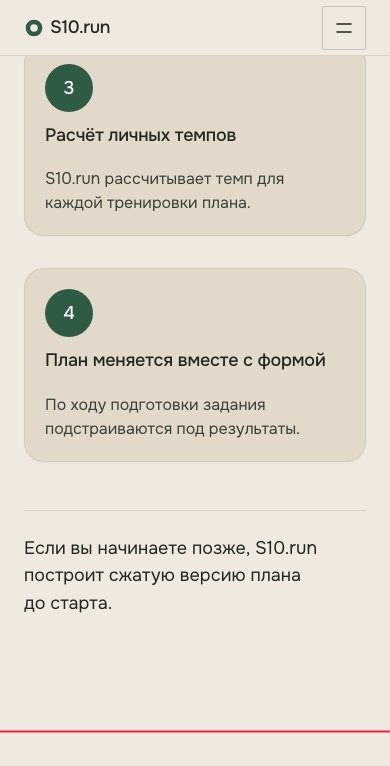 S10.run
3
Расчёт личных темпов
S10.run рассчитывает темп для
каждой тренировки плана.
4
План меняется вместе с формой
По ходу подготовки задания
подстраиваются под результаты.
Если вы начинаете позже, S10.run
построит сжатую версию плана
до старта.